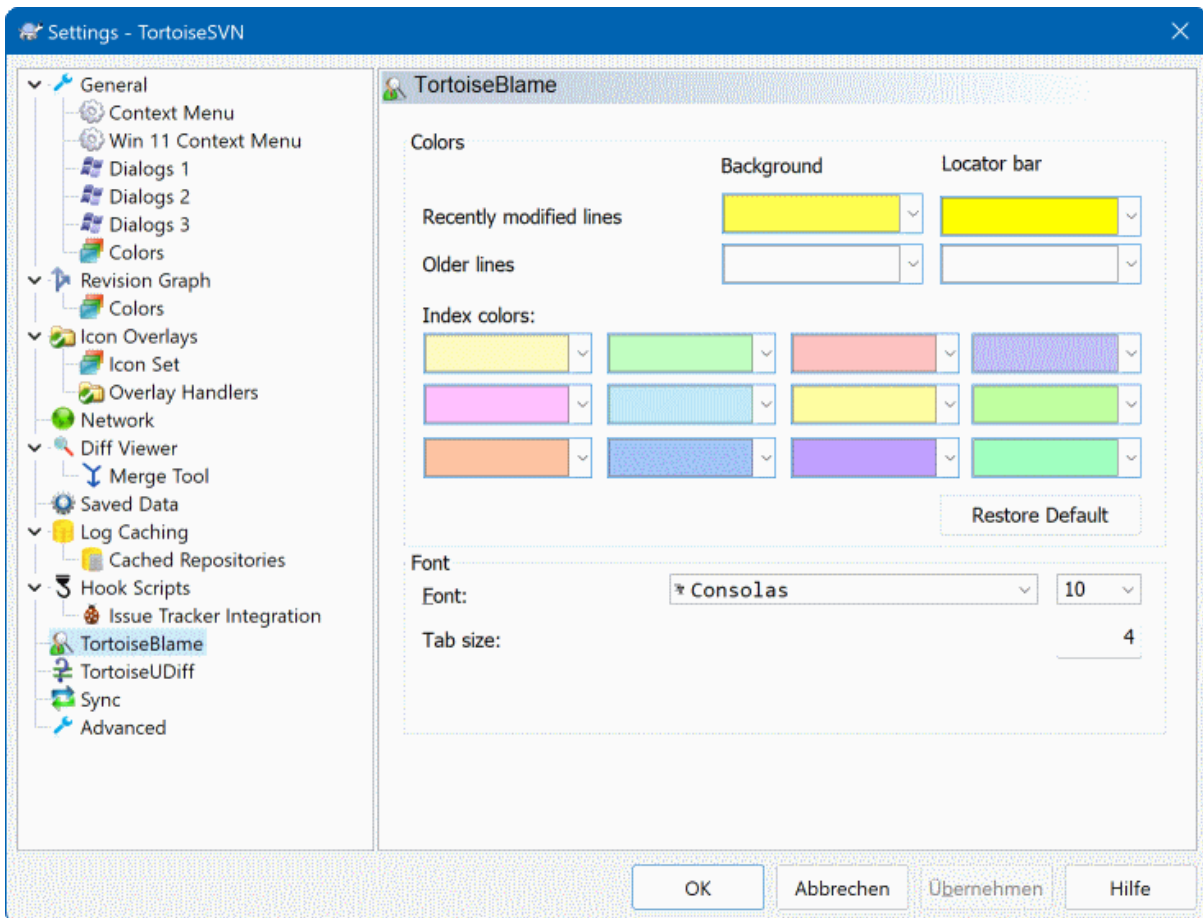 Settings - TortoiseSVN
General
Context Menu
Win 11 Context Menu
Dialogs 1
Dialogs 2
Dialogs 3
Colors
Revision Graph
Colors
Icon Overlays
Icon Set
Overlay Handlers
Network
Diff Viewer
Merge Tool
Saved Data
Log Caching
Cached Repositories
Hook Scripts
Issue Tracker Integration
TortoiseBlame
TortoiseUDiff
Sync
Advanced
TortoiseBlame
Colors
Background Locator bar
Recently modified lines
Older lines
Index colors:
Restore Default
Font
Font: Consolas 10
Tab size: 4
OK Abbrechen Übernehmen Hilfe